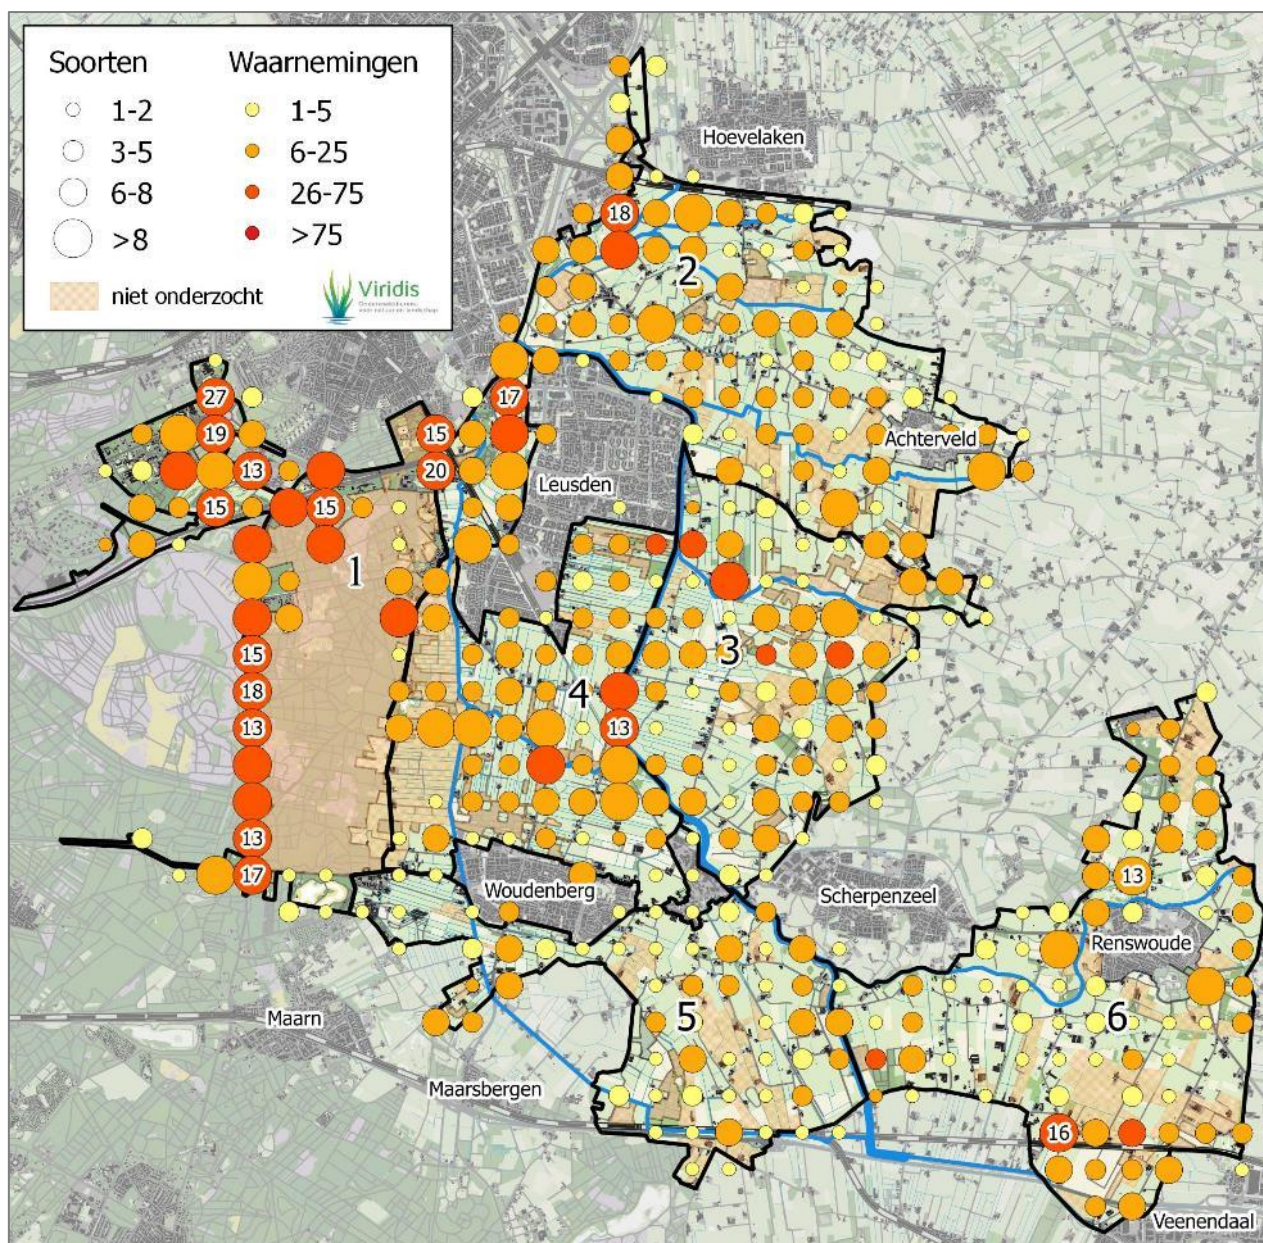 Soorten Waarnemingen
1-2 1-5
3-5 6-25
6-8 26-75
>8 >75
niet onderzocht Viridis
Hoevelaken
18
2
27
17
19
15
Achterveld
13
20
Leusden
15
15
1
3
15
18
4
13
13
13
17
Woudenberg
Scherpenzeel
13
Renswoude
Maarn
5
6
Maarsbergen
16
Veenendaal